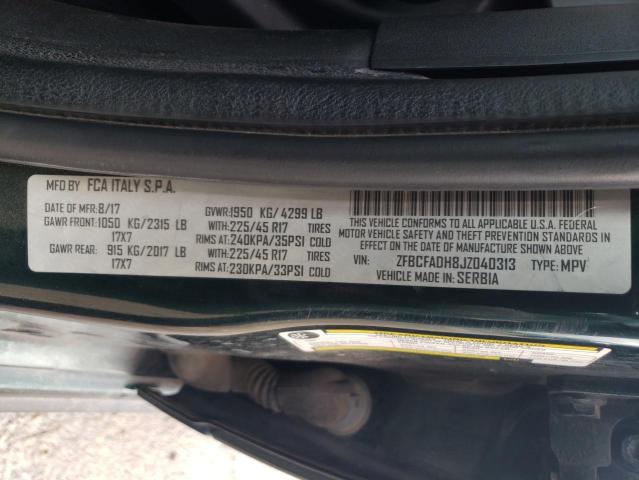 MFD BY FCA ITALY S.P.A.
DATE OF MFR: 8/17 GVWR:1950 KG/4299 LB
GAWR FRONT:1050 KG/2315 LB WITH:225/45 R17 TIRES
17X7 RIMS AT:240KPA/35PSI COLD
GAWR REAR: 915 KG/2017 LB WITH:225/45 R17 TIRES
17X7 RIMS AT:230KPA/33PSI COLD
THIS VEHICLE CONFORMS TO ALL APPLICABLE U.S.A. FEDERAL
MOTOR VEHICLE SAFETY, BUMPER, AND THEFT PREVENTION STANDARDS IN
EFFECT ON THE DATE OF MANUFACTURE SHOWN ABOVE.
VIN: ZFBCFADH8JZ040313 TYPE: MPV
VEHICLE MADE IN: SERBIA